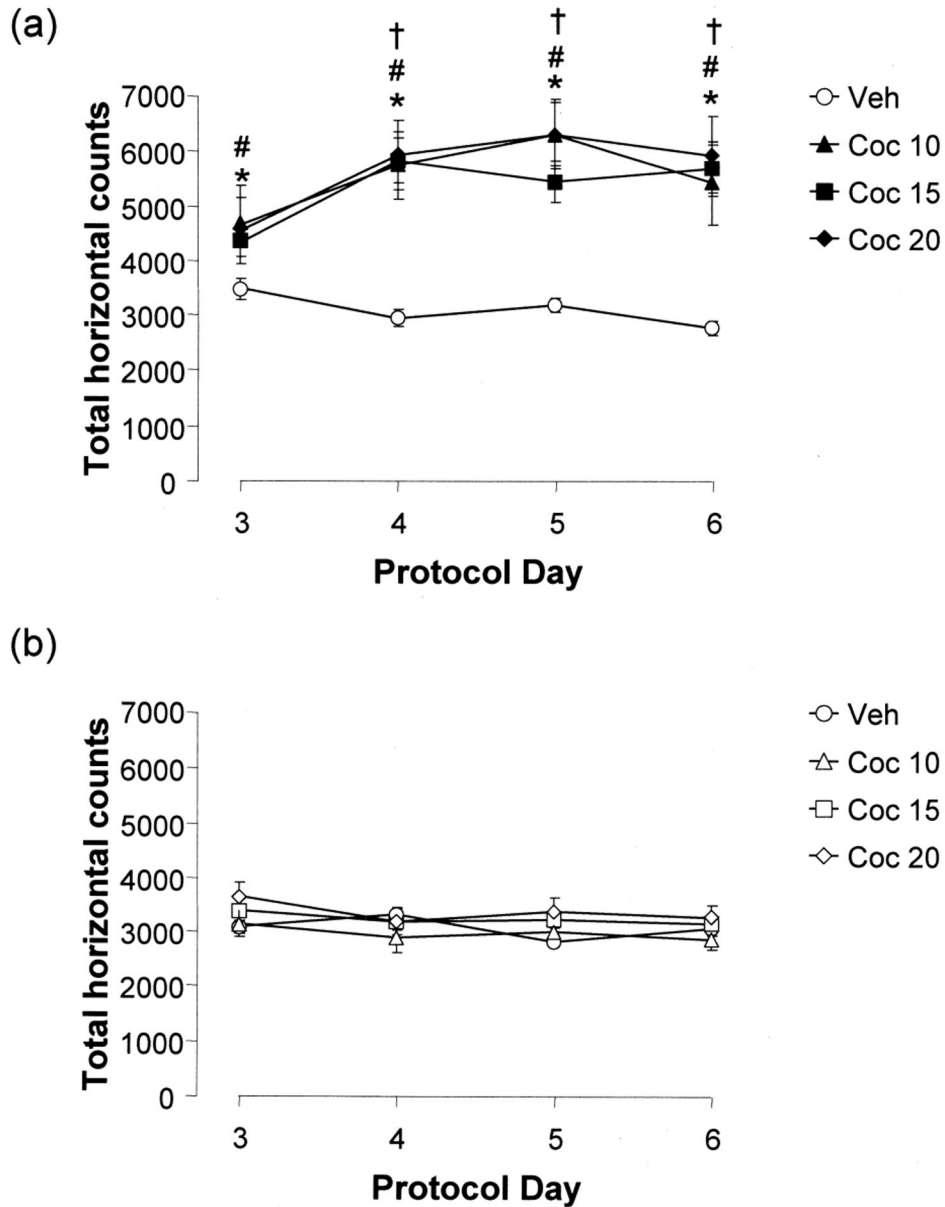 (a)
† † †
# # # #
* * * *
7000
6000
5000
4000
3000
2000
1000
0
Total horizontal counts
3 4 5 6
Protocol Day
Veh
Coc 10
Coc 15
Coc 20
(b)
7000
6000
5000
4000
3000
2000
1000
0
Total horizontal counts
3 4 5 6
Protocol Day
Veh
Coc 10
Coc 15
Coc 20